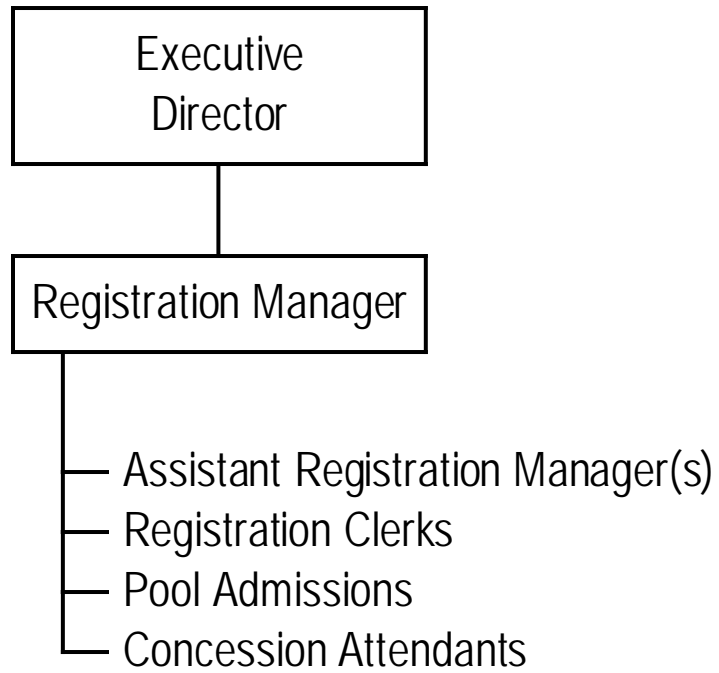 Executive
Director
Registration Manager
Assistant Registration Manager(s)
Registration Clerks
Pool Admissions
Concession Attendants